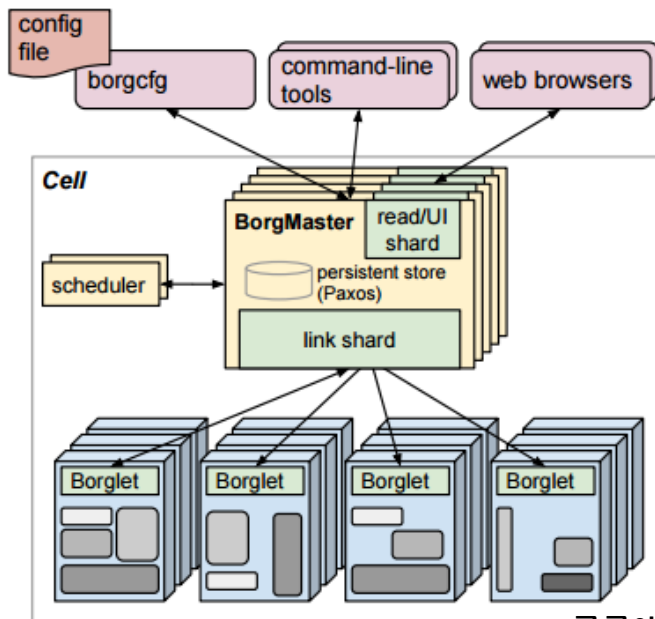 config
file
borgcfg
command-line
tools
web browsers
Cell
BorgMaster
read/UI
shard
persistent store
(Paxos)
scheduler
link shard
Borglet
Borglet
Borglet
Borglet